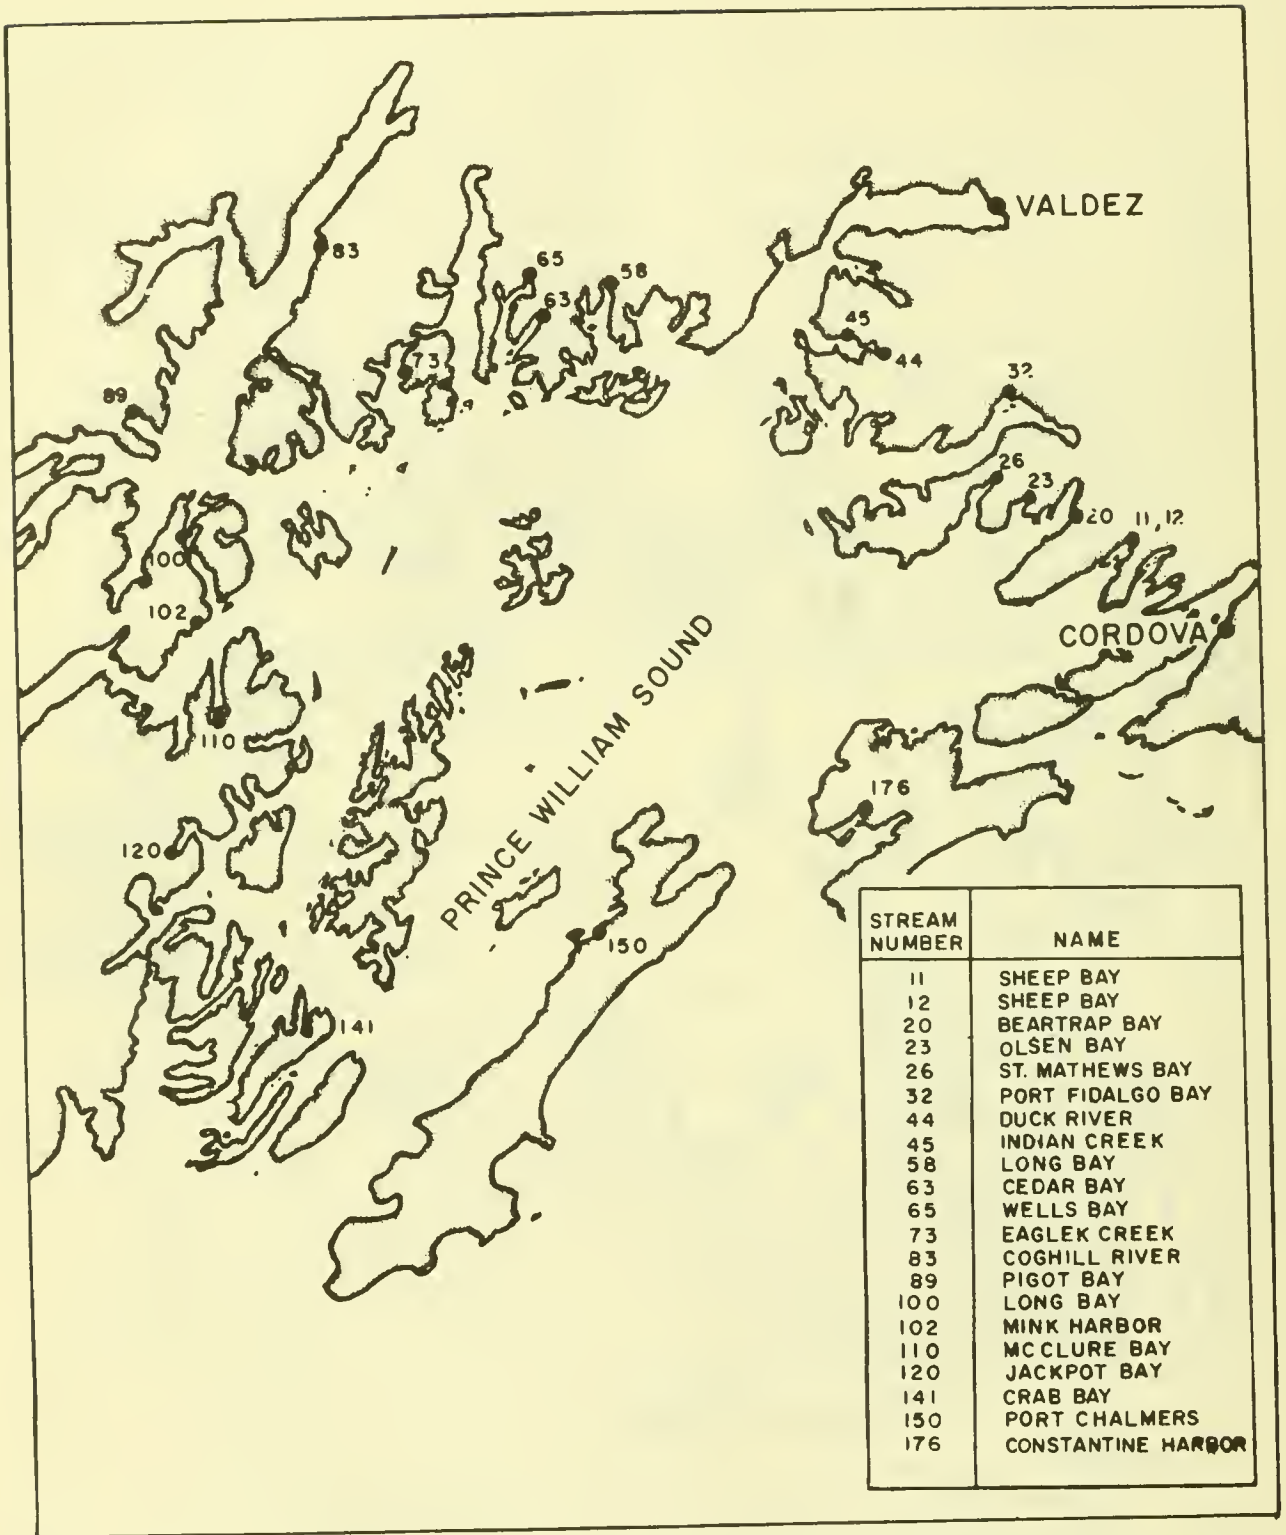 VALDEZ
83
65
58
63
45
44
73
32
89
26
23
20
11, 12
100
102
CORDOVA
110
PRINCE WILLIAM SOUND
176
120
150
141
STREAM NUMBER NAME
11 SHEEP BAY
12 SHEEP BAY
20 BEARTRAP BAY
23 OLSEN BAY
26 ST. MATHEWS BAY
32 PORT FIDALGO BAY
44 DUCK RIVER
45 INDIAN CREEK
58 LONG BAY
63 CEDAR BAY
65 WELLS BAY
73 EAGLEK CREEK
83 COGHILL RIVER
89 PIGOT BAY
100 LONG BAY
102 MINK HARBOR
110 MCCLURE BAY
120 JACKPOT BAY
141 CRAB BAY
150 PORT CHALMERS
176 CONSTANTINE HARBOR